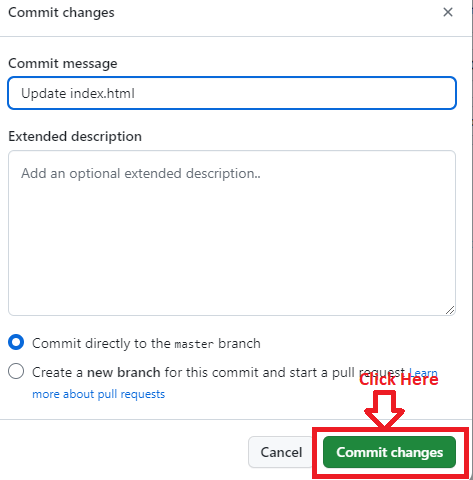 Commit changes
Commit message
Update index.html
Extended description
Add an optional extended description..
Commit directly to the master branch
Create a new branch for this commit and start a pull request Learn
more about pull requests
Click Here
Cancel
Commit changes